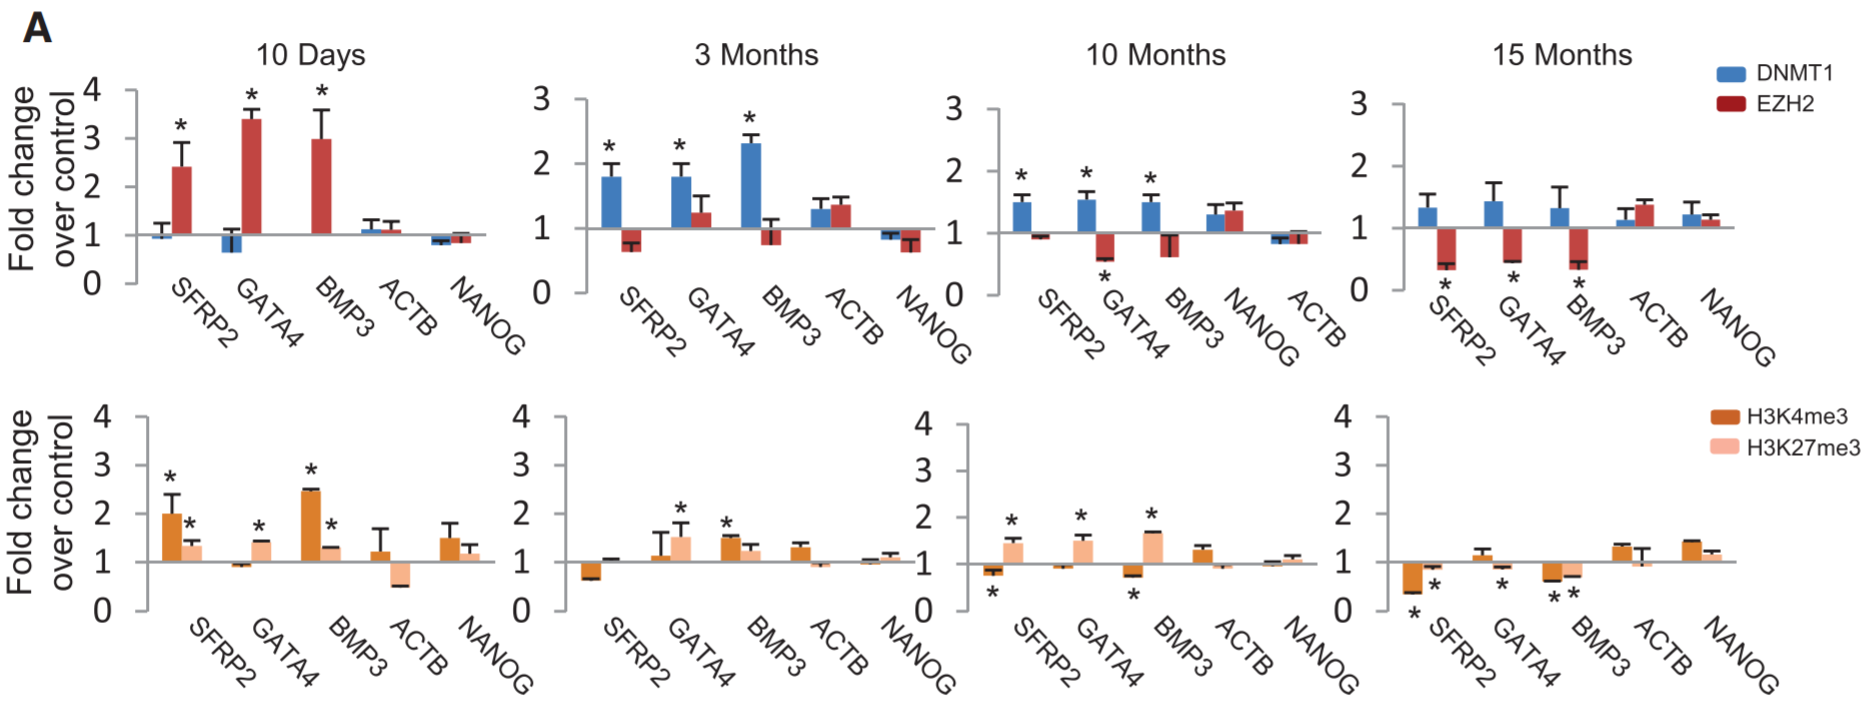 A
10 Days
3 Months
10 Months
15 Months
DNMT1
EZH2
Fold change
over control
4
3
2
1
0
*
*
*
SFRP2
GATA4
BMP3
ACTB
NANOG
3
2
1
0
*
*
*
SFRP2
GATA4
BMP3
ACTB
NANOG
3
2
1
0
*
*
*
*
SFRP2
GATA4
BMP3
NANOG
ACTB
3
2
1
0
*
*
*
SFRP2
GATA4
BMP3
ACTB
NANOG
H3K4me3
H3K27me3
Fold change
over control
4
3
2
1
0
*
*
*
*
*
SFRP2
GATA4
BMP3
ACTB
NANOG
4
3
2
1
0
*
*
SFRP2
GATA4
BMP3
ACTB
NANOG
4
3
2
1
0
*
*
*
*
*
SFRP2
GATA4
BMP3
ACTB
NANOG
4
3
2
1
0
*
*
*
*
*
SFRP2
GATA4
BMP3
ACTB
NANOG